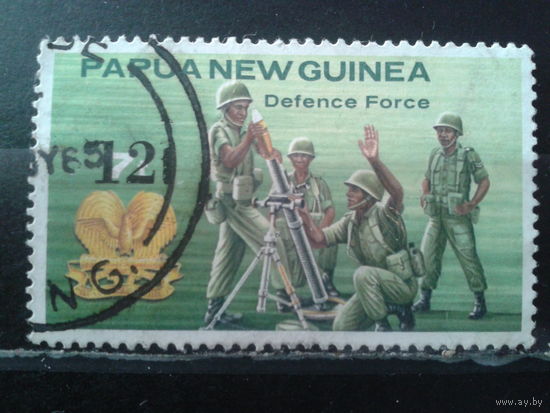 PAPUA NEW GUINEA
Defence Force
12
N.G.
www.ay.by